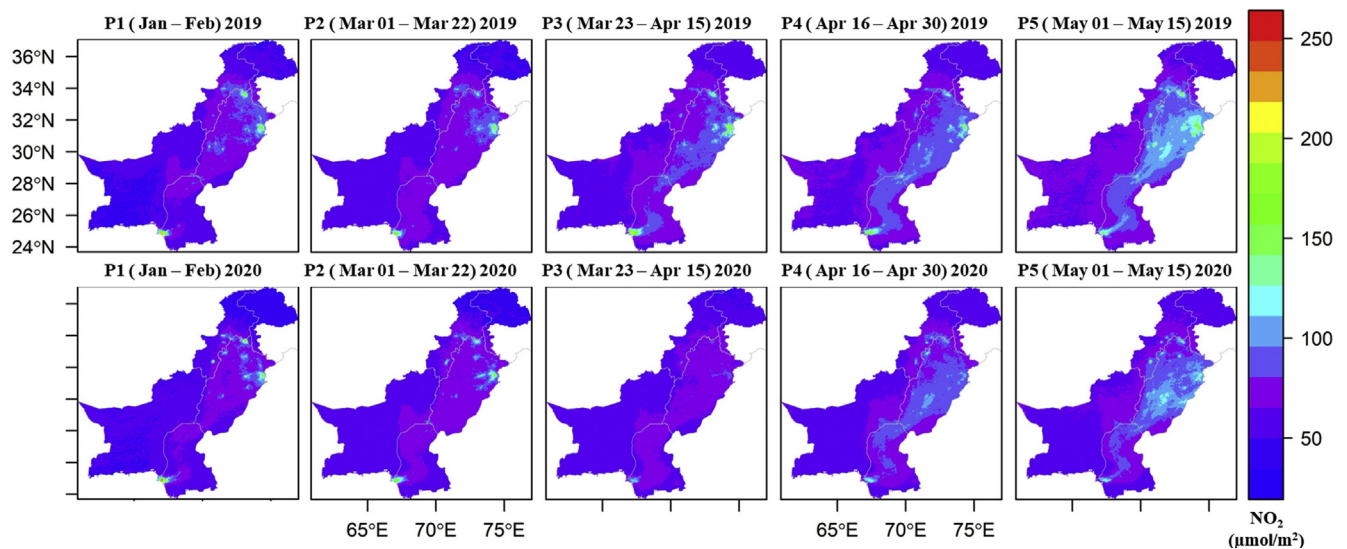 P1 ( Jan – Feb) 2019
P2 ( Mar 01 – Mar 22) 2019
P3 ( Mar 23 – Apr 15) 2019
P4 ( Apr 16 – Apr 30) 2019
P5 ( May 01 – May 15) 2019
36°N
34°N
32°N
30°N
28°N
26°N
24°N
P1 ( Jan – Feb) 2020
P2 ( Mar 01 – Mar 22) 2020
P3 ( Mar 23 – Apr 15) 2020
P4 ( Apr 16 – Apr 30) 2020
P5 ( May 01 – May 15) 2020
65°E 70°E 75°E
65°E 70°E 75°E
250
200
150
100
50
NO₂
(µmol/m²)